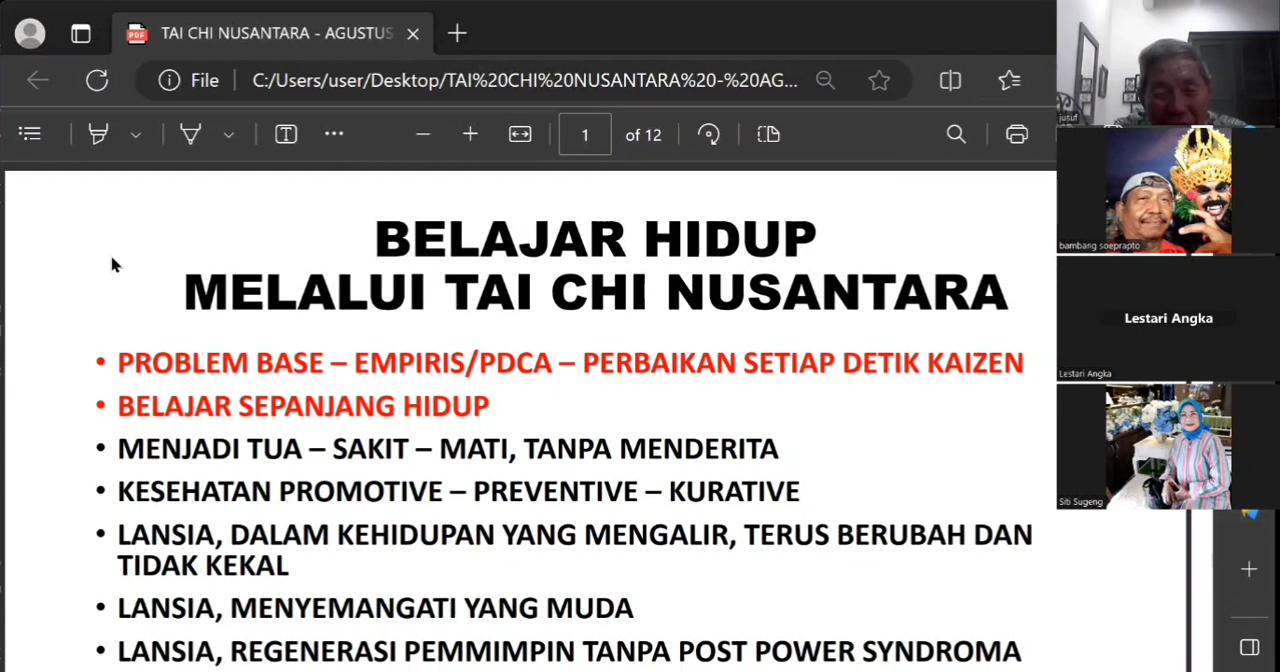 TAI CHI NUSANTARA - AGUSTUS
File
C:/Users/user/Desktop/TAI%20CHI%20NUSANTARA%20-%20AG...
1 of 12
BELAJAR HIDUP
MELALUI TAI CHI NUSANTARA
• PROBLEM BASE – EMPIRIS/PDCA – PERBAIKAN SETIAP DETIK KAIZEN
• BELAJAR SEPANJANG HIDUP
• MENJADI TUA – SAKIT – MATI, TANPA MENDERITA
• KESEHATAN PROMOTIVE – PREVENTIVE – KURATIVE
• LANSIA, DALAM KEHIDUPAN YANG MENGALIR, TERUS BERUBAH DAN
TIDAK KEKAL
• LANSIA, MENYEMANGATI YANG MUDA
• LANSIA, REGENERASI PEMMIMPIN TANPA POST POWER SYNDROMA
jusuf
bambang soeprapto
Lestari Angka
Lestari Angka
Siti Sugeng